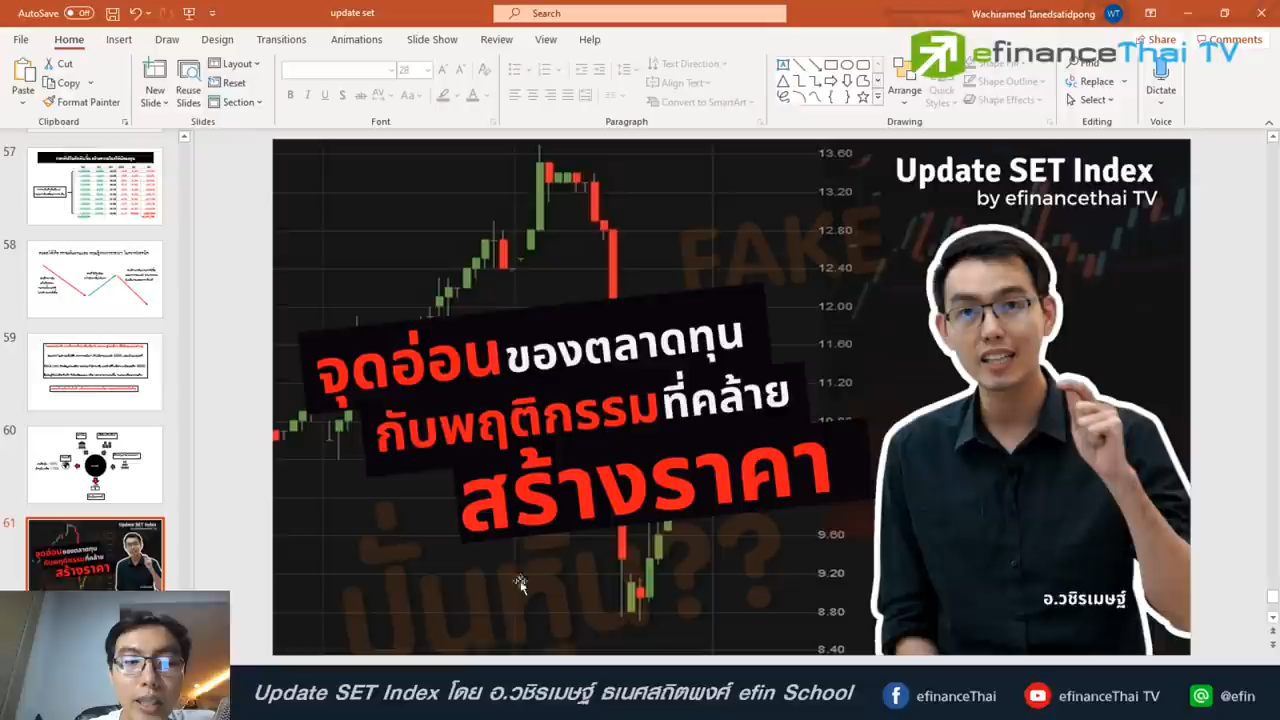 AutoSave Off
update set
Search
Wachiramed Tanedsatidpong WT
File Home Insert Draw Design Transitions Animations Slide Show Review View Help
Share Comments
efinanceThai TV
Paste
Cut
Copy
Format Painter
Clipboard
New Slide
Reuse Slides
Layout
Reset
Section
Slides
28
Font
Text Direction
Align Text
Convert to SmartArt
Paragraph
Arrange
Quick Styles
Shape Fill
Shape Outline
Shape Effects
Drawing
Find
Replace
Select
Editing
Dictate
Voice
57
58
59
60
61
Update SET Index
by efinancethai TV
FAKE
จุดอ่อนของตลาดทุน
กับพฤติกรรมที่คล้าย
สร้างราคา
ปั่นหุ้น??
13.60
13.20
12.80
12.40
12.00
11.60
11.20
9.60
9.20
8.80
8.40
อ.วชิรเมษฐ์
Update SET Index โดย อ.วชิรเมษฐ์ ธเนศสถิตพงศ์ efin School
efinanceThai
efinanceThai TV
@efin